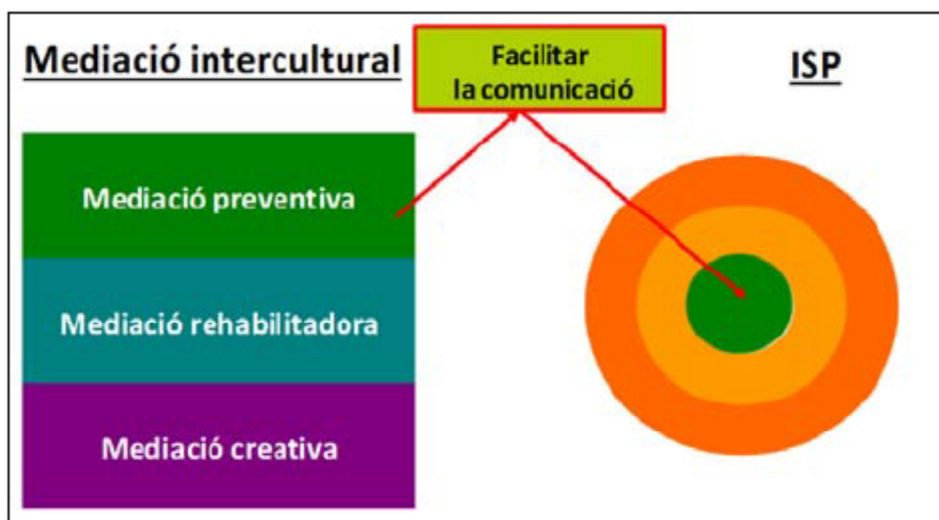 Mediació intercultural
Facilitar
la comunicació
ISP
Mediació preventiva
Mediació rehabilitadora
Mediació creativa